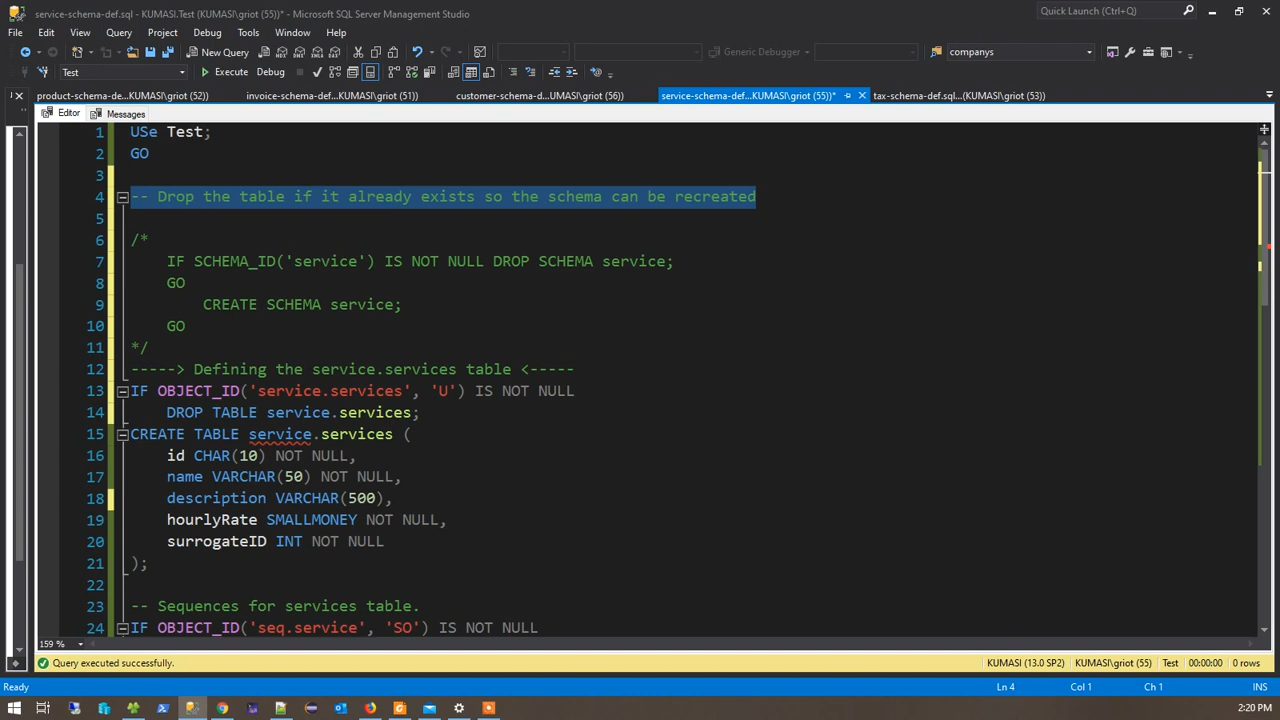 service-schema-def.sql - KUMASI.Test (KUMASI\griot (55))* - Microsoft SQL Server Management Studio
Quick Launch (Ctrl+Q)
File Edit View Query Project Debug Tools Window Help
New Query
Generic Debugger
companys
Test
Execute Debug
product-schema-de...KUMASI\griot (52))
invoice-schema-def...KUMASI\griot (51))
customer-schema-d...UMASI\griot (56))
service-schema-def...KUMASI\griot (55))*
tax-schema-def.sql...(KUMASI\griot (53))
Editor Messages
1 USe Test;
2 GO
3
4 -- Drop the table if it already exists so the schema can be recreated
5
6 /*
7 IF SCHEMA_ID('service') IS NOT NULL DROP SCHEMA service;
8 GO
9 CREATE SCHEMA service;
10 GO
11 */
12 -----> Defining the service.services table <-----
13 IF OBJECT_ID('service.services', 'U') IS NOT NULL
14 DROP TABLE service.services;
15 CREATE TABLE service.services (
16 id CHAR(10) NOT NULL,
17 name VARCHAR(50) NOT NULL,
18 description VARCHAR(500),
19 hourlyRate SMALLMONEY NOT NULL,
20 surrogateID INT NOT NULL
21 );
22
23 -- Sequences for services table.
24 IF OBJECT_ID('seq.service', 'SO') IS NOT NULL
159 %
Query executed successfully.
KUMASI (13.0 SP2) KUMASI\griot (55) Test 00:00:00 0 rows
Ready
Ln 4 Col 1 Ch 1 INS
2:20 PM